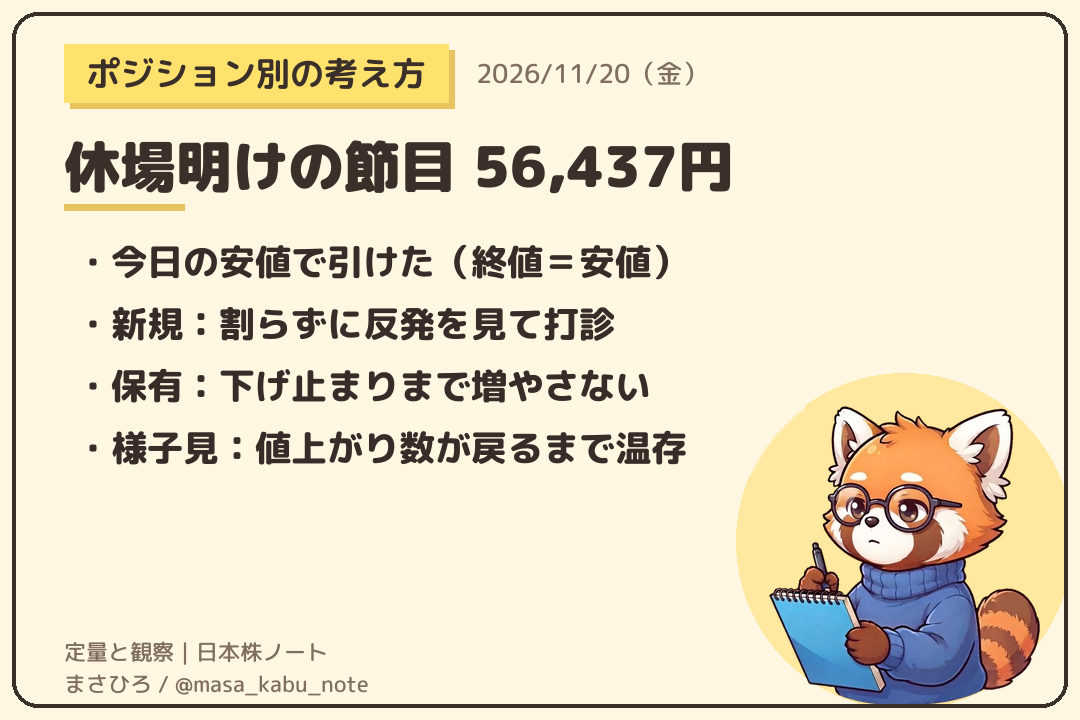 ポジション別の考え方
2026/11/20（金）
休場明けの節目 56,437円
・今日の安値で引けた（終値＝安値）
・新規：割らずに反発を見て打診
・保有：下げ止まりまで増やさない
・様子見：値上がり数が戻るまで温存
定量と観察 | 日本株ノート
まさひろ / @masa_kabu_note